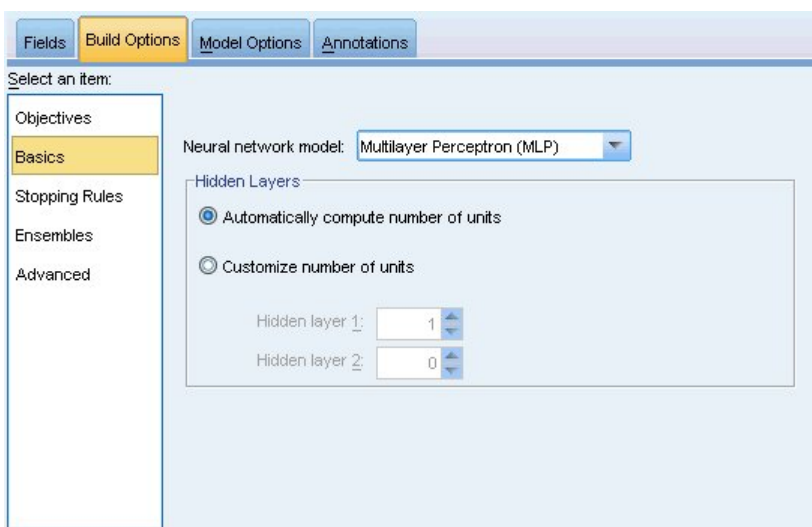 Fields Build Options Model Options Annotations
Select an item:
Objectives
Basics
Stopping Rules
Ensembles
Advanced
Neural network model: Multilayer Perceptron (MLP)
Hidden Layers
Automatically compute number of units
Customize number of units
Hidden layer 1: 1
Hidden layer 2: 0